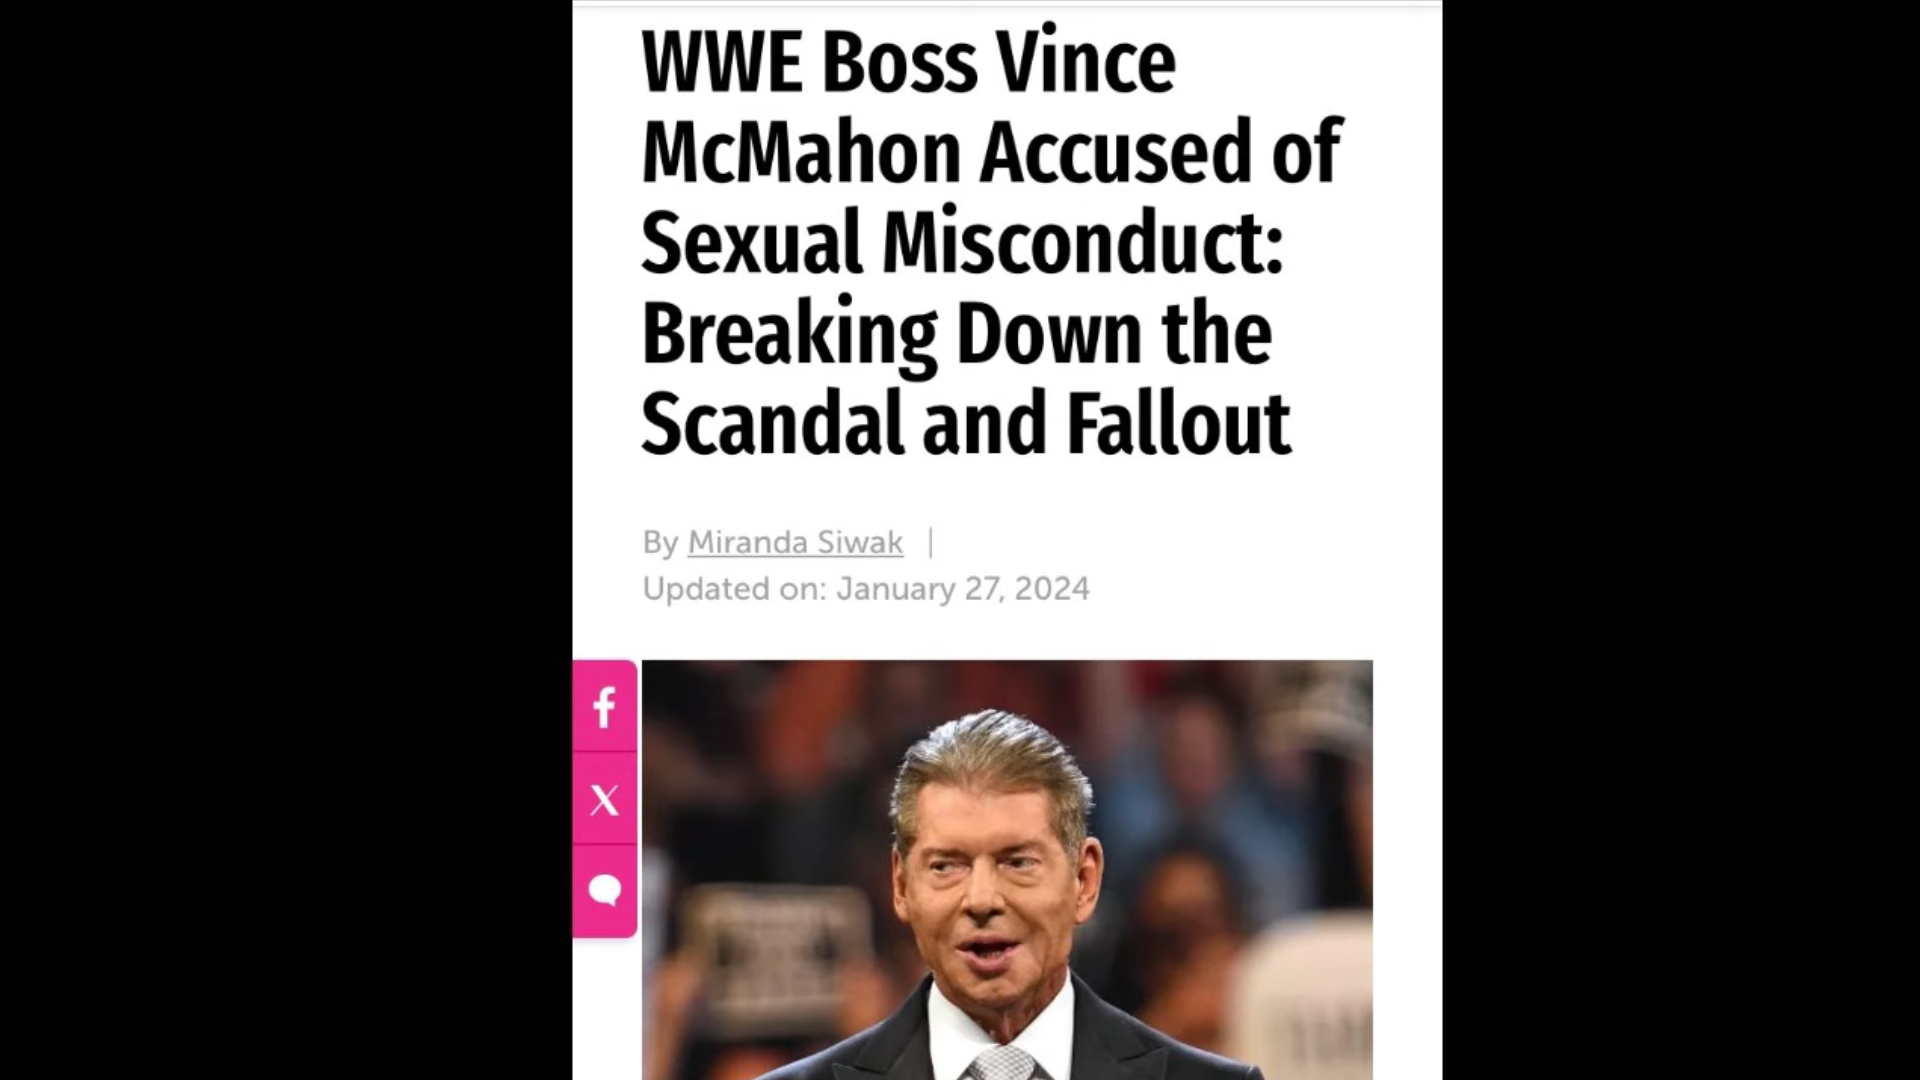 WWE Boss Vince
McMahon Accused of
Sexual Misconduct:
Breaking Down the
Scandal and Fallout
By Miranda Siwak |
Updated on: January 27, 2024